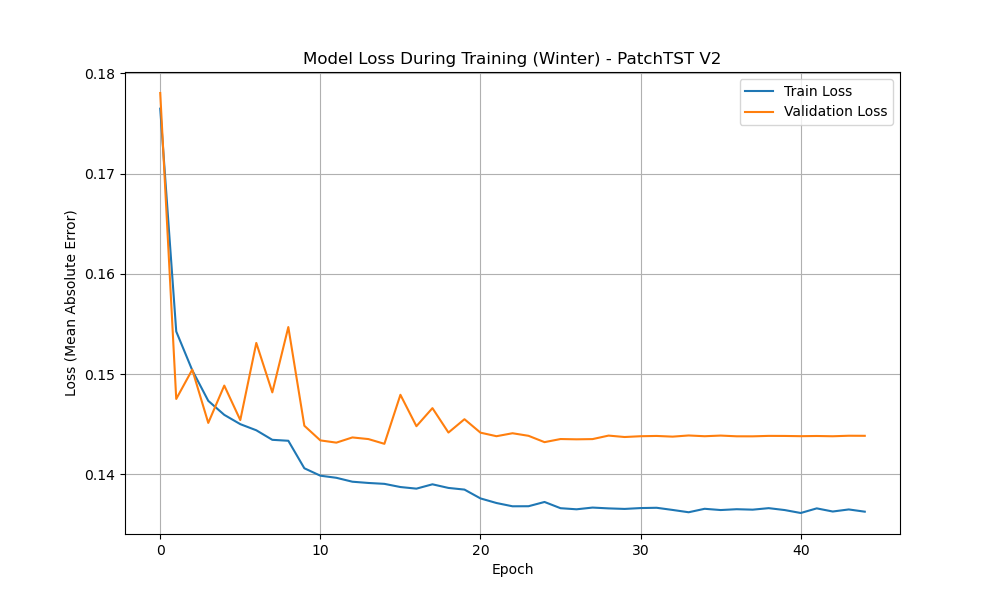 Model Loss During Training (Winter) - PatchTST V2
Train Loss
Validation Loss
Loss (Mean Absolute Error)
0.18
0.17
0.16
0.15
0.14
0
10
20
30
40
Epoch